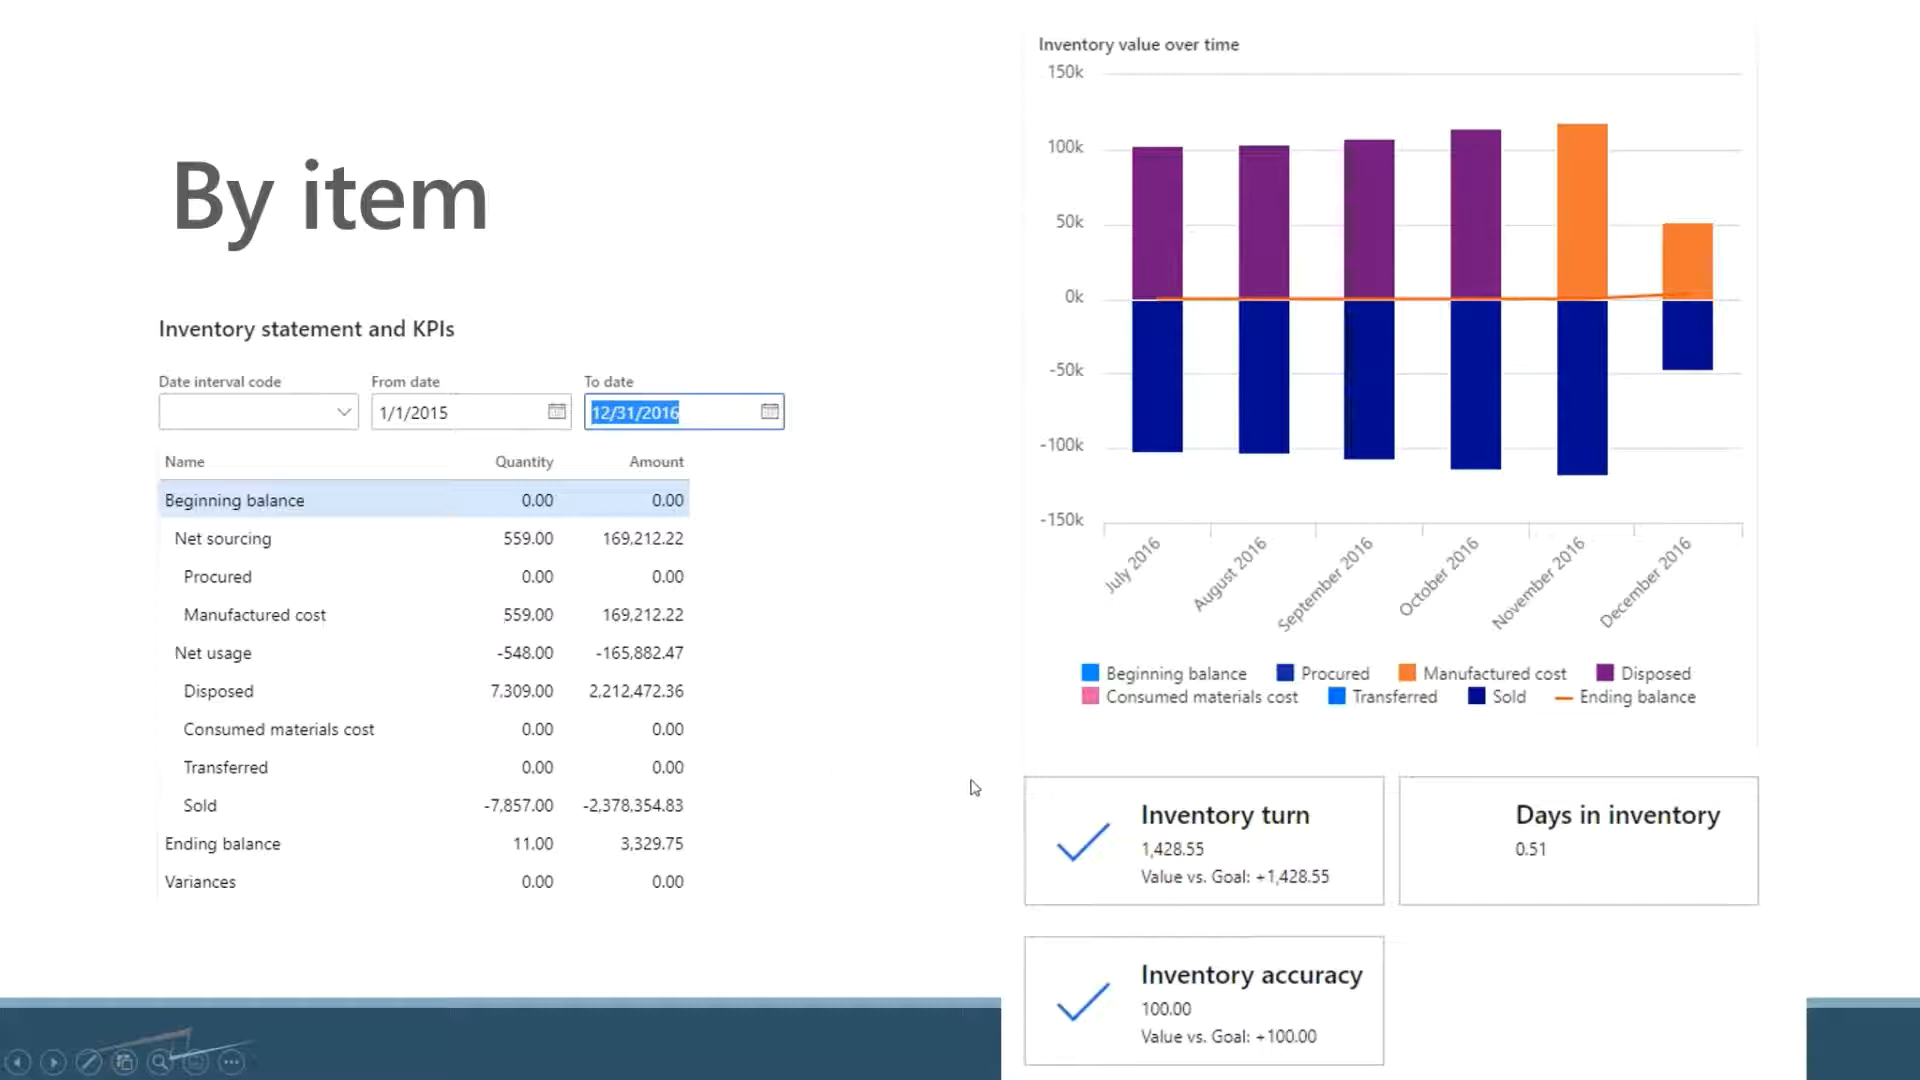 By item
Inventory statement and KPIs
Date interval code From date To date
1/1/2015 12/31/2016
Name Quantity Amount
Beginning balance 0.00 0.00
Net sourcing 559.00 169,212.22
Procured 0.00 0.00
Manufactured cost 559.00 169,212.22
Net usage -548.00 -165,882.47
Disposed 7,309.00 2,212,472.36
Consumed materials cost 0.00 0.00
Transferred 0.00 0.00
Sold -7,857.00 -2,378,354.83
Ending balance 11.00 3,329.75
Variances 0.00 0.00
Inventory value over time
150k
100k
50k
0k
-50k
-100k
-150k
July 2016 August 2016 September 2016 October 2016 November 2016 December 2016
Beginning balance Procured Manufactured cost Disposed
Consumed materials cost Transferred Sold Ending balance
Inventory turn
1,428.55
Value vs. Goal: +1,428.55
Days in inventory
0.51
Inventory accuracy
100.00
Value vs. Goal: +100.00